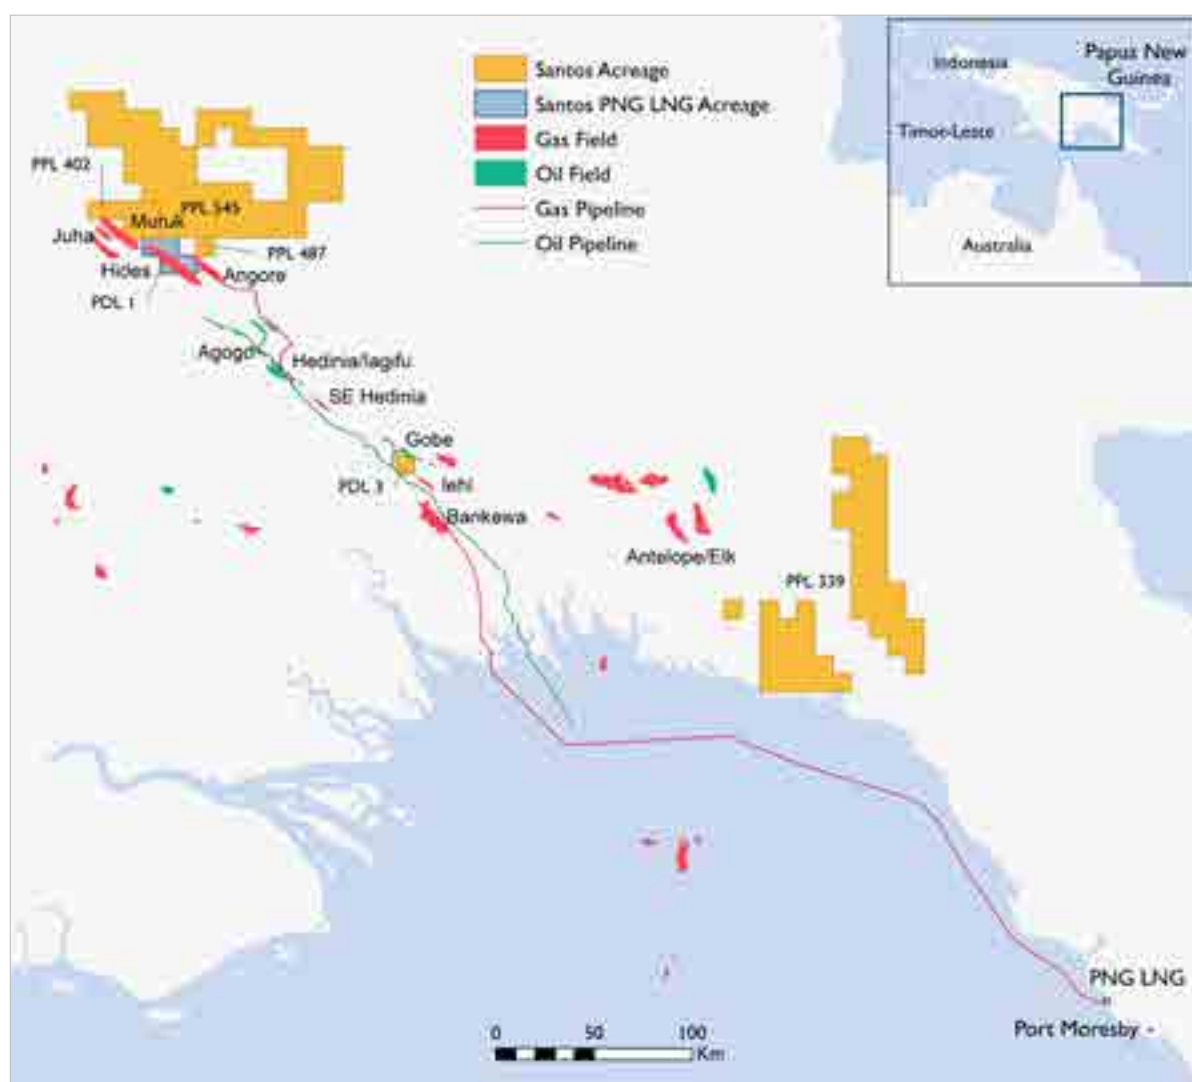 Santos Acreage
Santos PNG LNG Acreage
Gas Field
Oil Field
Gas Pipeline
Oil Pipeline
Indonesia
Papua New
Guinea
Timor-Leste
Australia
PPL 402
PPL 545
Muruk
Juha
PPL 487
Hides
Angore
PDL 1
Agogo
Hedinia/Iagifu
SE Hedinia
Gobe
PDL 3
Iehi
Barikewa
Antelope/Elk
PPL 339
PNG LNG
Port Moresby
0 50 100
Km